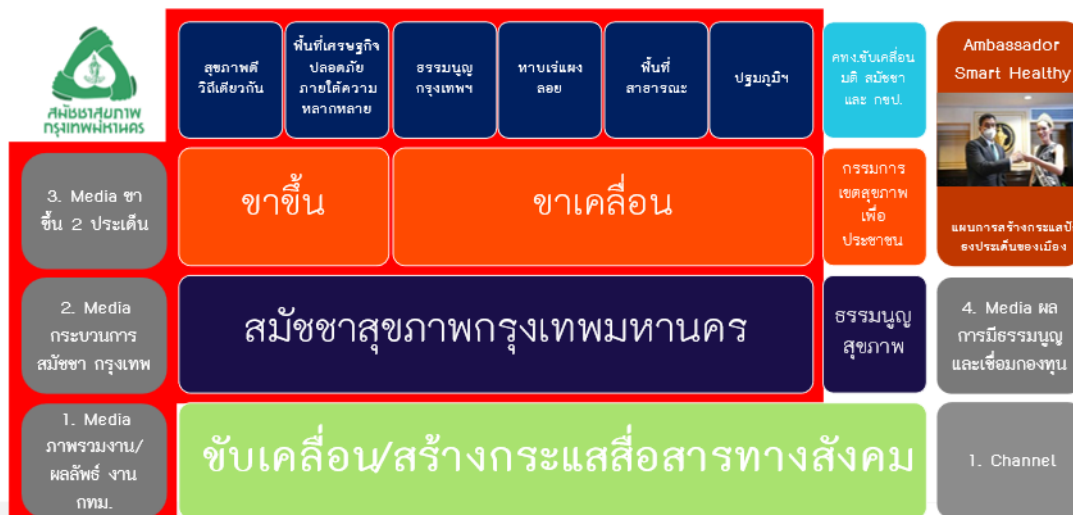 สมัชชาสุขภาพ
กรุงเทพมหานคร
สุขภาพดี
วิถีเดียวกัน
พื้นที่เศรษฐกิจ
ปลอดภัย
ภายใต้ความ
หลากหลาย
ธรรมนูญ
กรุงเทพฯ
หาบเร่แผง
ลอย
พื้นที่
สาธารณะ
ปฐมภูมิฯ
คทง.ขับเคลื่อน
มติ สมัชชา
และ กขป.
Ambassador
Smart Healthy
3. Media ขา
ขึ้น 2 ประเด็น
ขาขึ้น
ขาเคลื่อน
กรรมการ
เขตสุขภาพ
เพื่อ
ประชาชน
แผนการสร้างกระแส
ธงประเด็นของเมือง
2. Media
กระบวนการ
สมัชชา กรุงเทพ
สมัชชาสุขภาพกรุงเทพมหานคร
ธรรมนูญ
สุขภาพ
4. Media ผล
การมีธรรมนูญ
และเชื่อมกองทุน
1. Media
ภาพรวมงาน/
ผลลัพธ์ งาน
กทม.
ขับเคลื่อน/สร้างกระแสสื่อสารทางสังคม
1. Channel